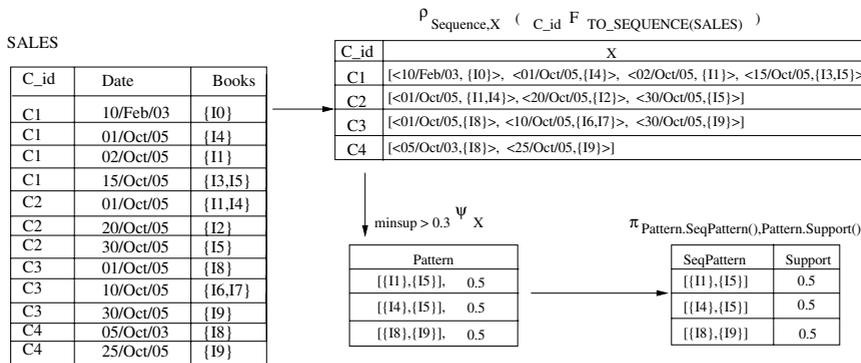 ρ Sequence,X ( C_id F TO_SEQUENCE(SALES) )
SALES
C_id Date Books
C1 10/Feb/03 {I0}
C1 01/Oct/05 {I4}
C1 02/Oct/05 {I1}
C1 15/Oct/05 {I3,I5}
C2 01/Oct/05 {I1,I4}
C2 20/Oct/05 {I2}
C2 30/Oct/05 {I5}
C3 01/Oct/05 {I8}
C3 10/Oct/05 {I6,I7}
C3 30/Oct/05 {I9}
C4 05/Oct/03 {I8}
C4 25/Oct/05 {I9}
C_id X
C1 [<10/Feb/03, {I0}>, <01/Oct/05,{I4}>, <02/Oct/05, {I1}>, <15/Oct/05,{I3,I5}>
C2 [<01/Oct/05, {I1,I4}>,<20/Oct/05,{I2}>, <30/Oct/05, {I5}>]
C3 [<01/Oct/05,{I8}>, <10/Oct/05,{I6,I7}>, <30/Oct/05,{I9}>]
C4 [<05/Oct/03,{I8}>, <25/Oct/05,{I9}>]
minsup > 0.3 Ψ X
Pattern
[{I1},{I5}], 0.5
[{I4},{I5}], 0.5
[{I8},{I9}], 0.5
π Pattern.SeqPattern(),Pattern.Support()
SeqPattern Support
[{I1},{I5}] 0.5
[{I4},{I5}] 0.5
[{I8},{I9}] 0.5